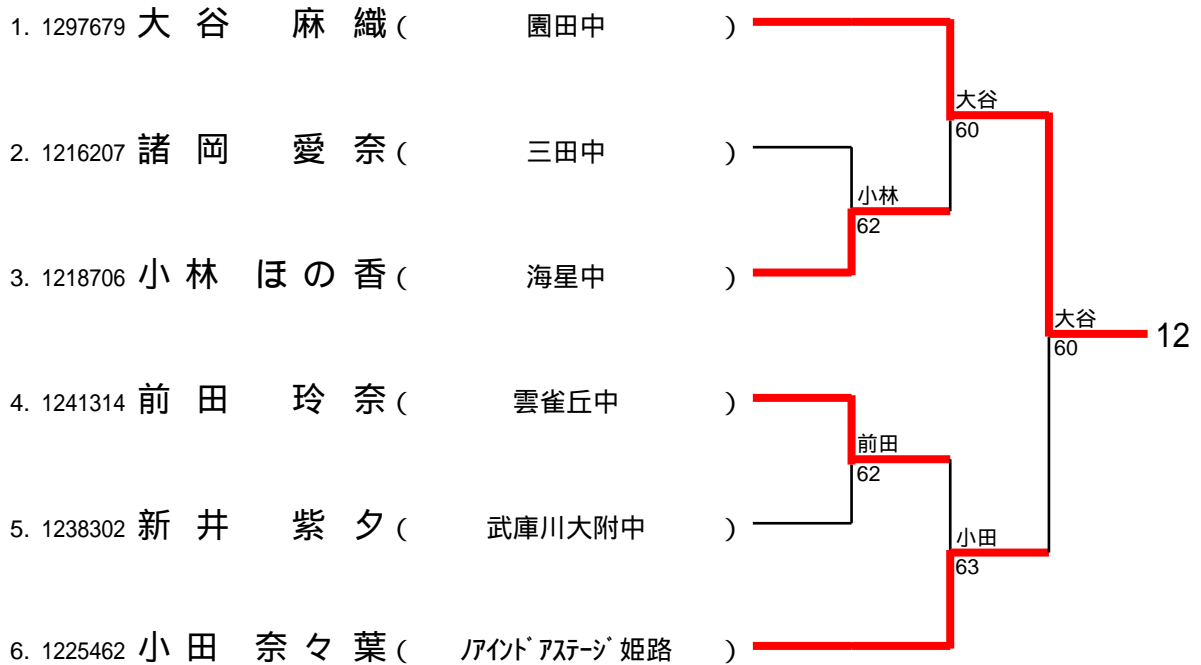 1. 1297679 大谷 麻織 ( 園田中 )
大谷
60
2. 1216207 諸岡 愛奈 ( 三田中 )
小林
62
3. 1218706 小林 ほの香 ( 海星中 )
大谷
60
12
4. 1241314 前田 玲奈 ( 雲雀丘中 )
前田
62
5. 1238302 新井 紫夕 ( 武庫川大附中 )
小田
63
6. 1225462 小田 奈々葉 ( ﾉｱｲﾝﾄﾞｱｽﾃｰｼﾞ姫路 )